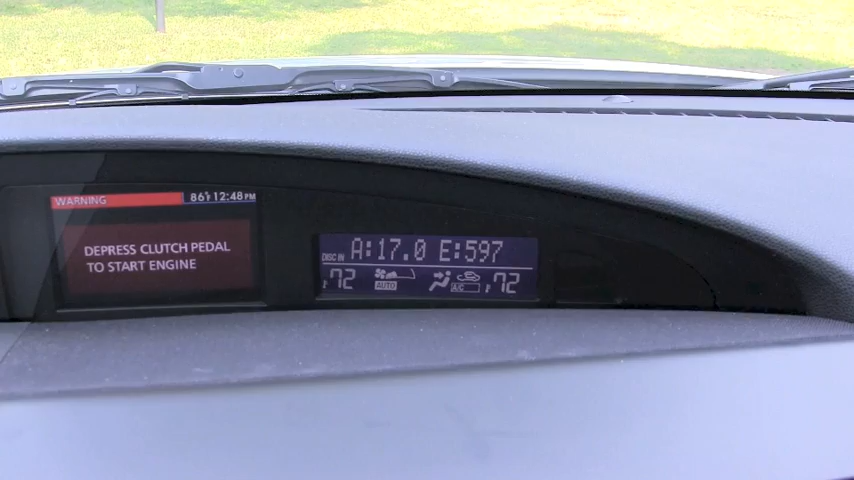 WARNING 86°F 12:48 PM
DEPRESS CLUTCH PEDAL
TO START ENGINE
DISC IN A:17.0 E:597
72 AUTO A/C 72